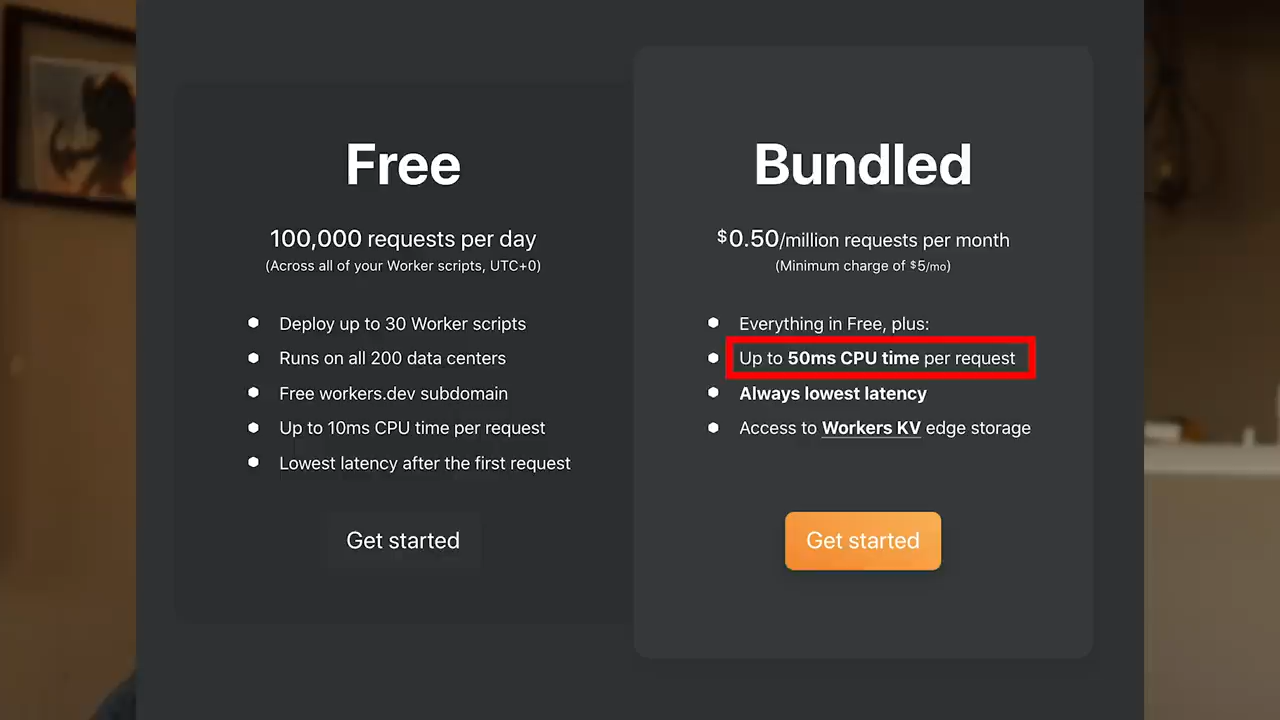 Free
100,000 requests per day
(Across all of your Worker scripts, UTC+0)
Deploy up to 30 Worker scripts
Runs on all 200 data centers
Free workers.dev subdomain
Up to 10ms CPU time per request
Lowest latency after the first request
Get started
Bundled
$0.50/million requests per month
(Minimum charge of $5/mo)
Everything in Free, plus:
Up to 50ms CPU time per request
Always lowest latency
Access to Workers KV edge storage
Get started